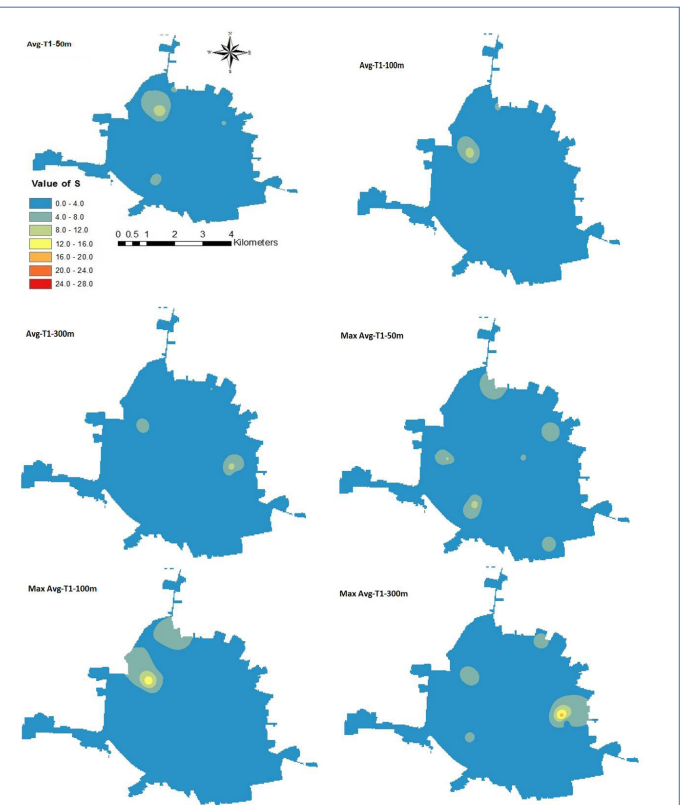 Avg-T1-50m
N
W
E
S
Avg-T1-100m
Value of S
0.0 - 4.0
4.0 - 8.0
8.0 - 12.0
12.0 - 16.0
16.0 - 20.0
20.0 - 24.0
24.0 - 28.0
0 0.5 1 2 3 4
Kilometers
Avg-T1-300m
Max Avg-T1-50m
Max Avg-T1-100m
Max Avg-T1-300m